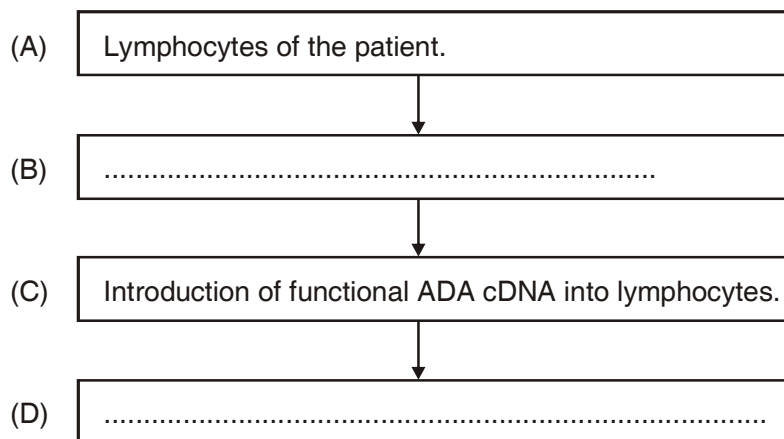 (A) Lymphocytes of the patient.
(B) ......................................................................
(C) Introduction of functional ADA cDNA into lymphocytes.
(D) ....................................................................................